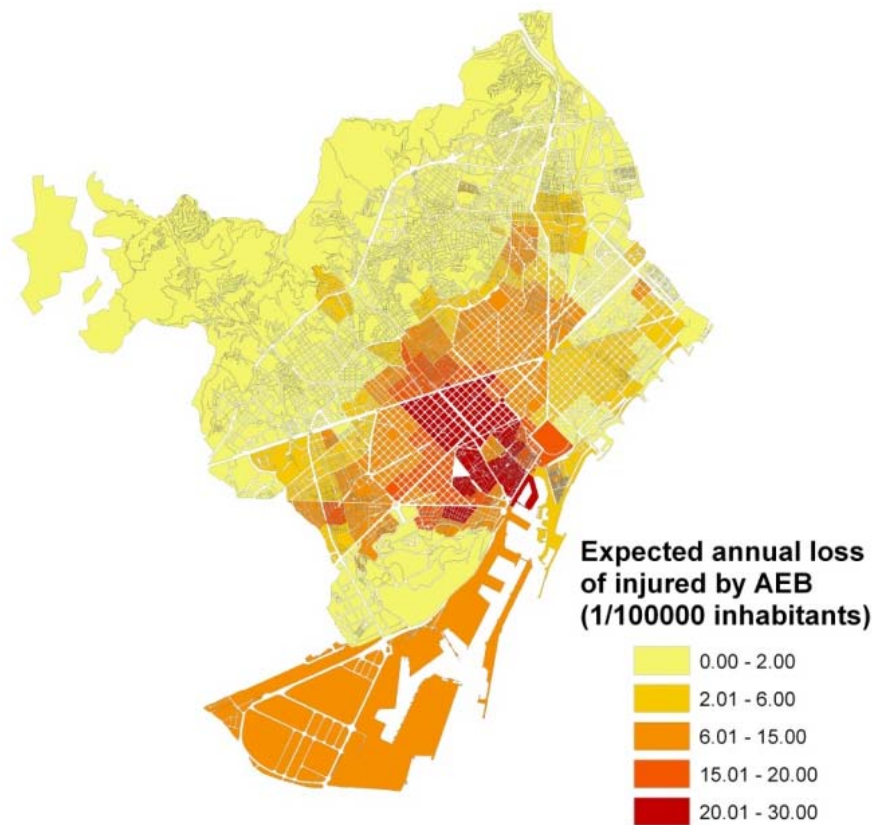 Expected annual loss
of injured by AEB
(1/100000 inhabitants)
0.00 - 2.00
2.01 - 6.00
6.01 - 15.00
15.01 - 20.00
20.01 - 30.00